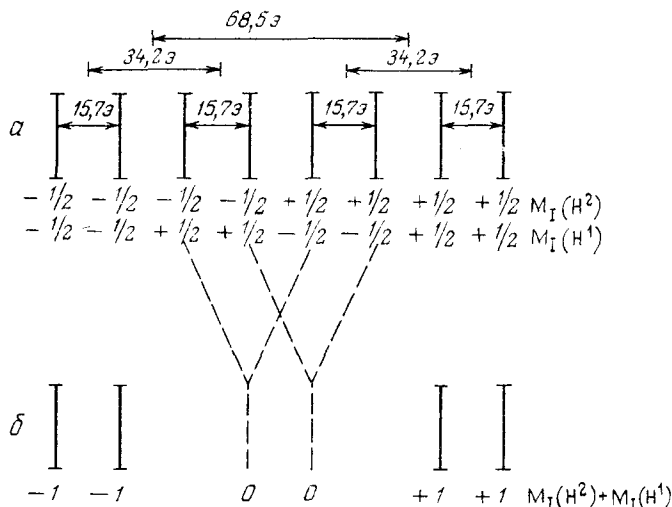 68,5э
34,2э 34,2э
15,7э 15,7э 15,7э 15,7э
а
- 1/2 - 1/2 - 1/2 - 1/2 + 1/2 + 1/2 + 1/2 + 1/2 M_I(H²)
- 1/2 - 1/2 + 1/2 + 1/2 - 1/2 - 1/2 + 1/2 + 1/2 M_I(H¹)
б
-1 -1 0 0 +1 +1 M_I(H²)+M_I(H¹)